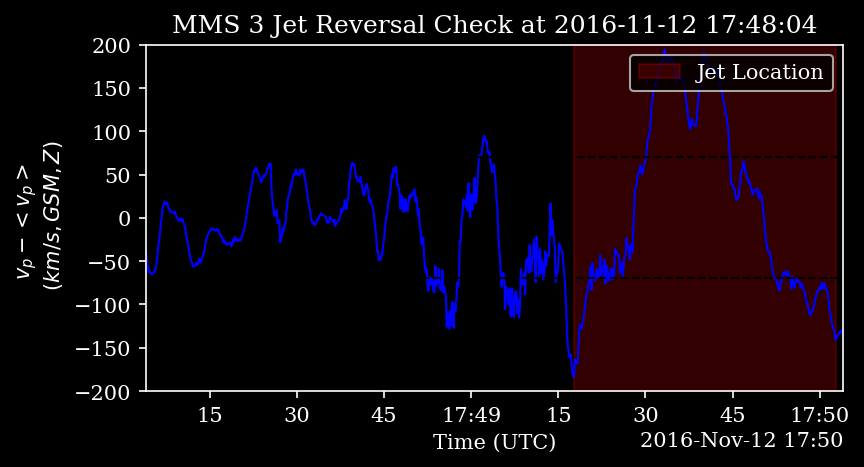 MMS 3 Jet Reversal Check at 2016-11-12 17:48:04
200
150
100
50
0
−50
−100
−150
−200
v_p − < v_p >
(km/s, GSM, Z)
Jet Location
15 30 45 17:49 15 30 45 17:50
Time (UTC)
2016-Nov-12 17:50